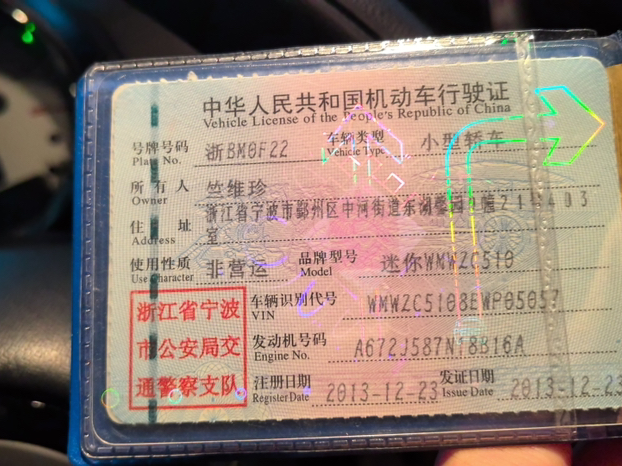 中华人民共和国机动车行驶证
Vehicle License of the People's Republic of China
号牌号码 浙BM0F22 车辆类型 小型轿车
Plate No. Vehicle Type
所有人 竺维珍
Owner
住址 浙江省宁波市鄞州区中河街道东湖馨园
Address 室
使用性质 非营运 品牌型号 迷你WMWZC510
Use Character Model
浙江省宁波 车辆识别代号 WMWZC5108EWP05057
VIN
市公安局交 发动机号码 A672J587N18B16A
Engine No.
通警察支队 注册日期 2013-12-23 发证日期 2013-12-23
Register Date Issue Date